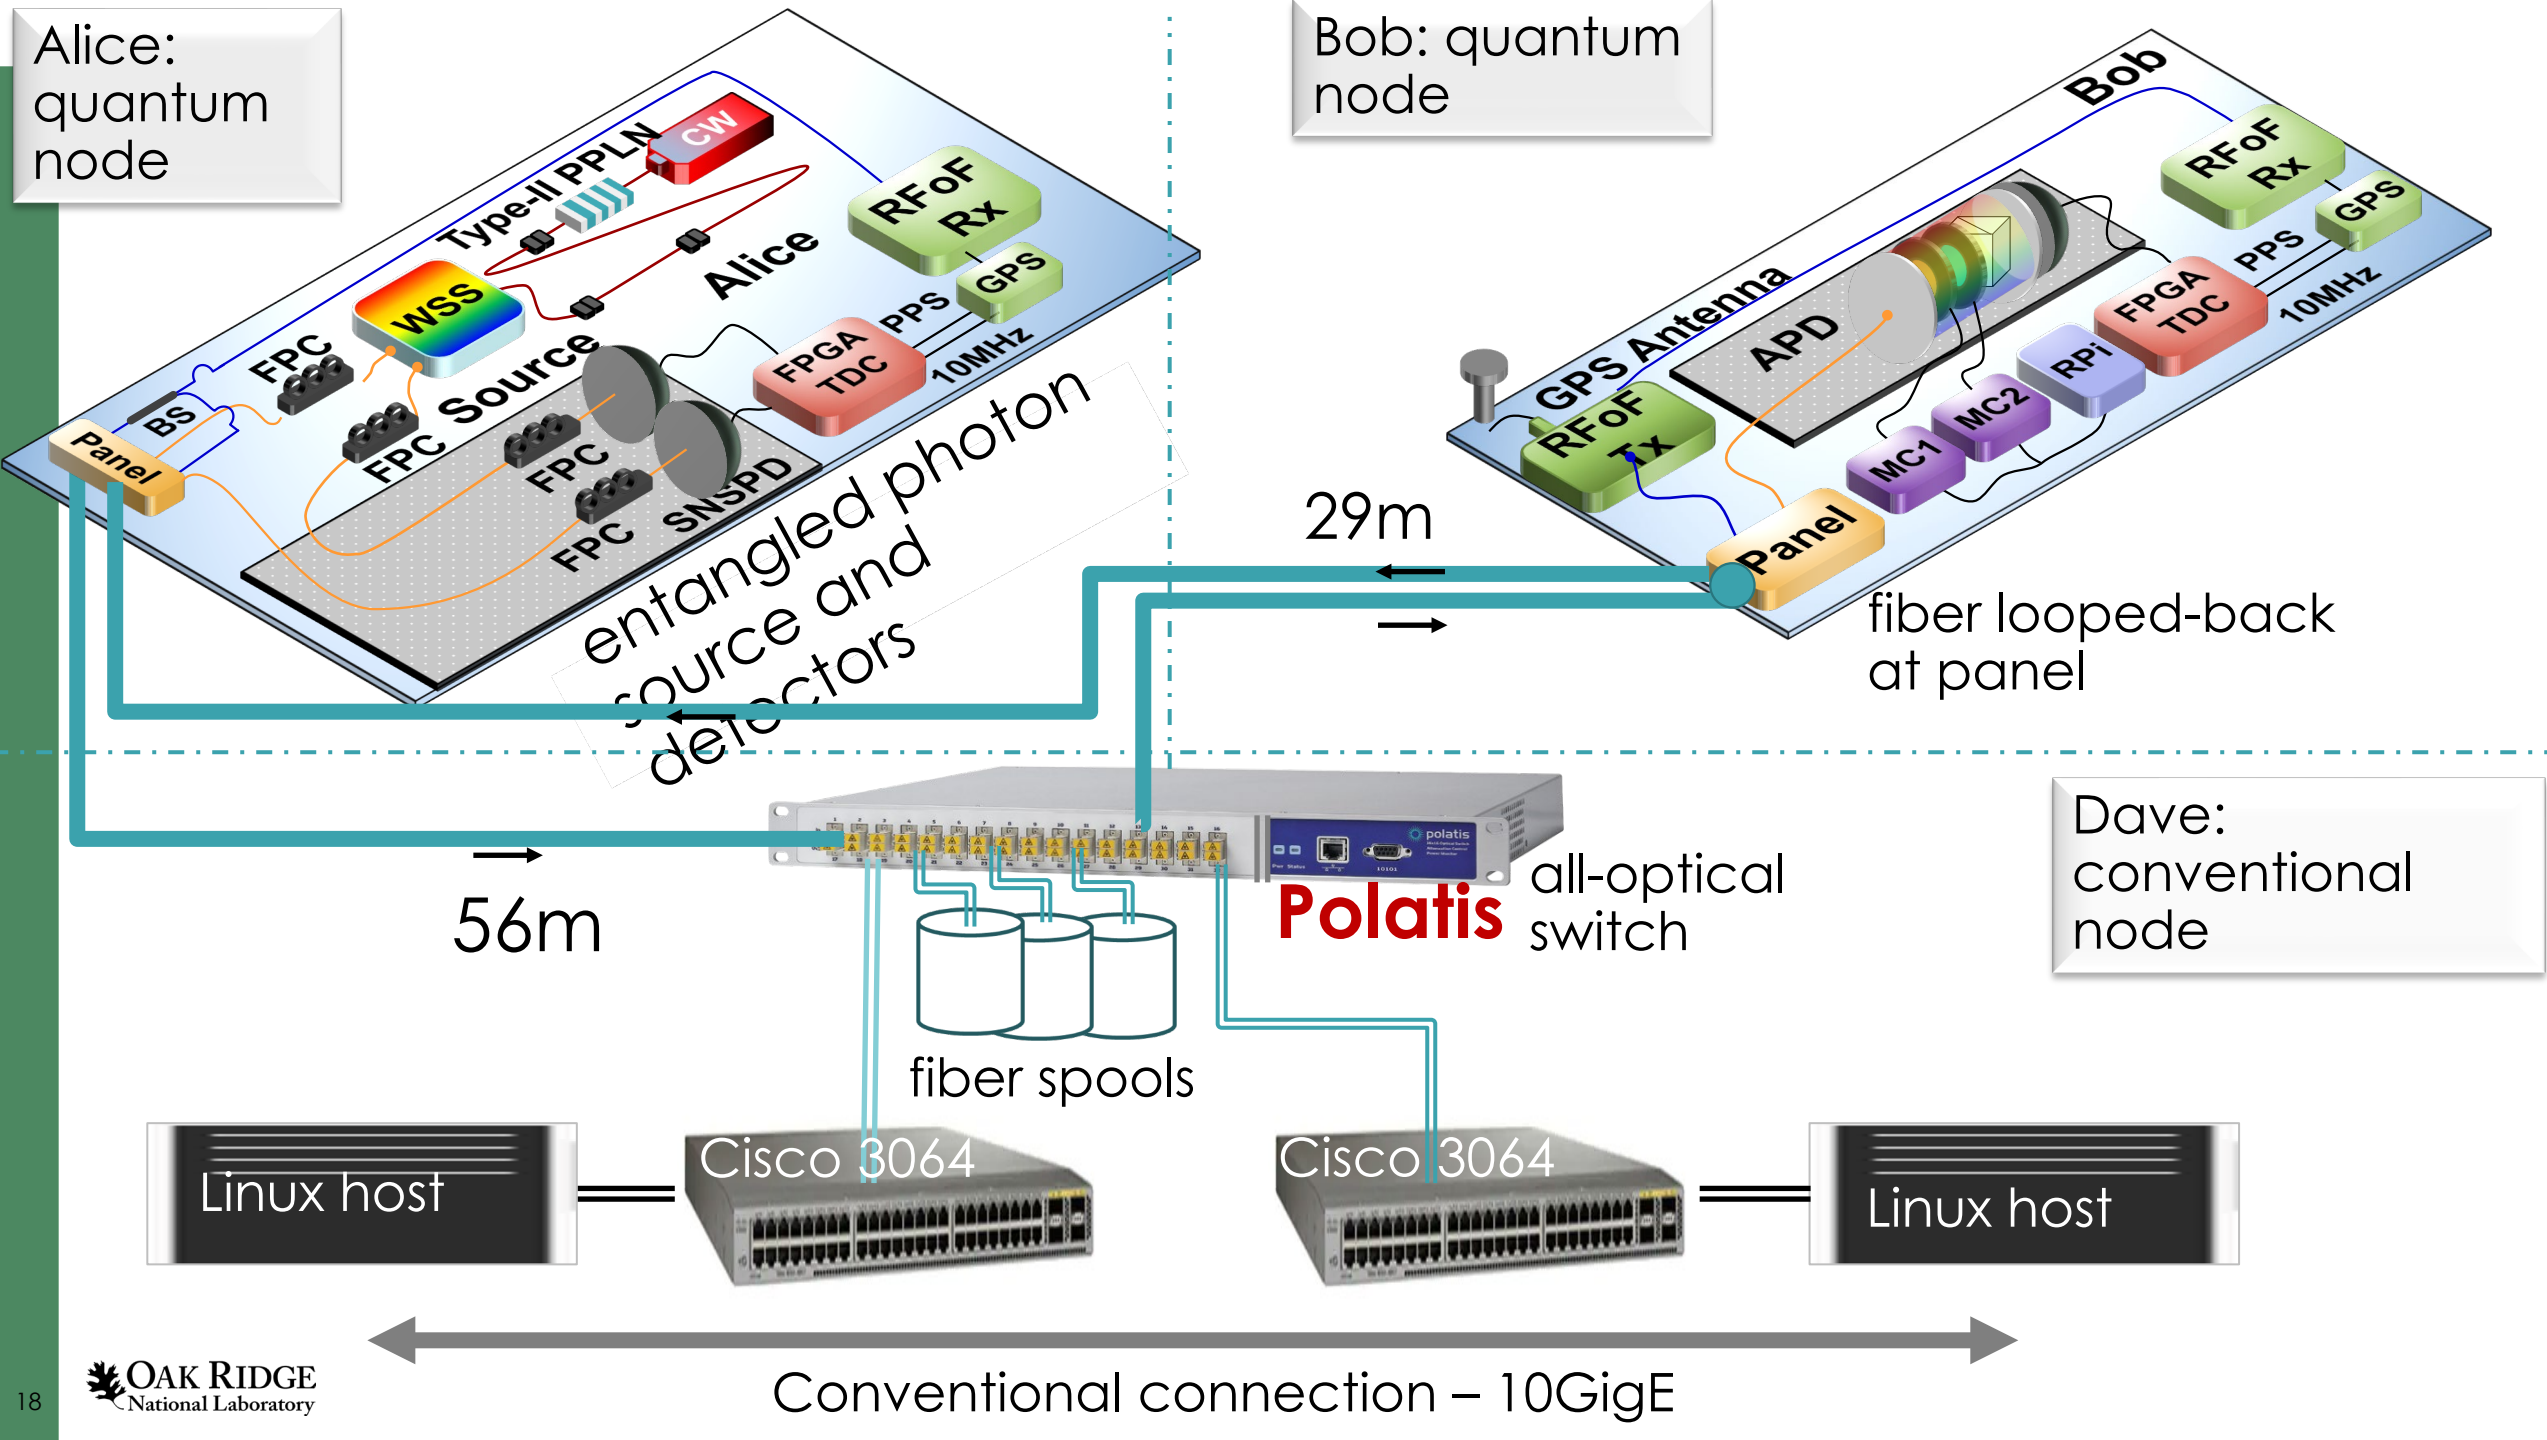 Alice:
quantum
node
Bob: quantum
node
Type-II PPLN
CW
RFoF
Rx
GPS
PPS
10MHz
Alice
WSS
FPC
Source
FPC
BS
Panel
FPC
FPC
SNSPD
FPGA
TDC
entangled photon
source and
detectors
Bob
RFoF
Rx
GPS
PPS
10MHz
FPGA
TDC
RPi
MC2
MC1
APD
GPS Antenna
RFoF
Tx
Panel
29m
fiber looped-back
at panel
56m
polatis
Polatis
all-optical
switch
Dave:
conventional
node
fiber spools
Linux host
Cisco 3064
Cisco 3064
Linux host
Conventional connection – 10GigE
18
OAK RIDGE
National Laboratory